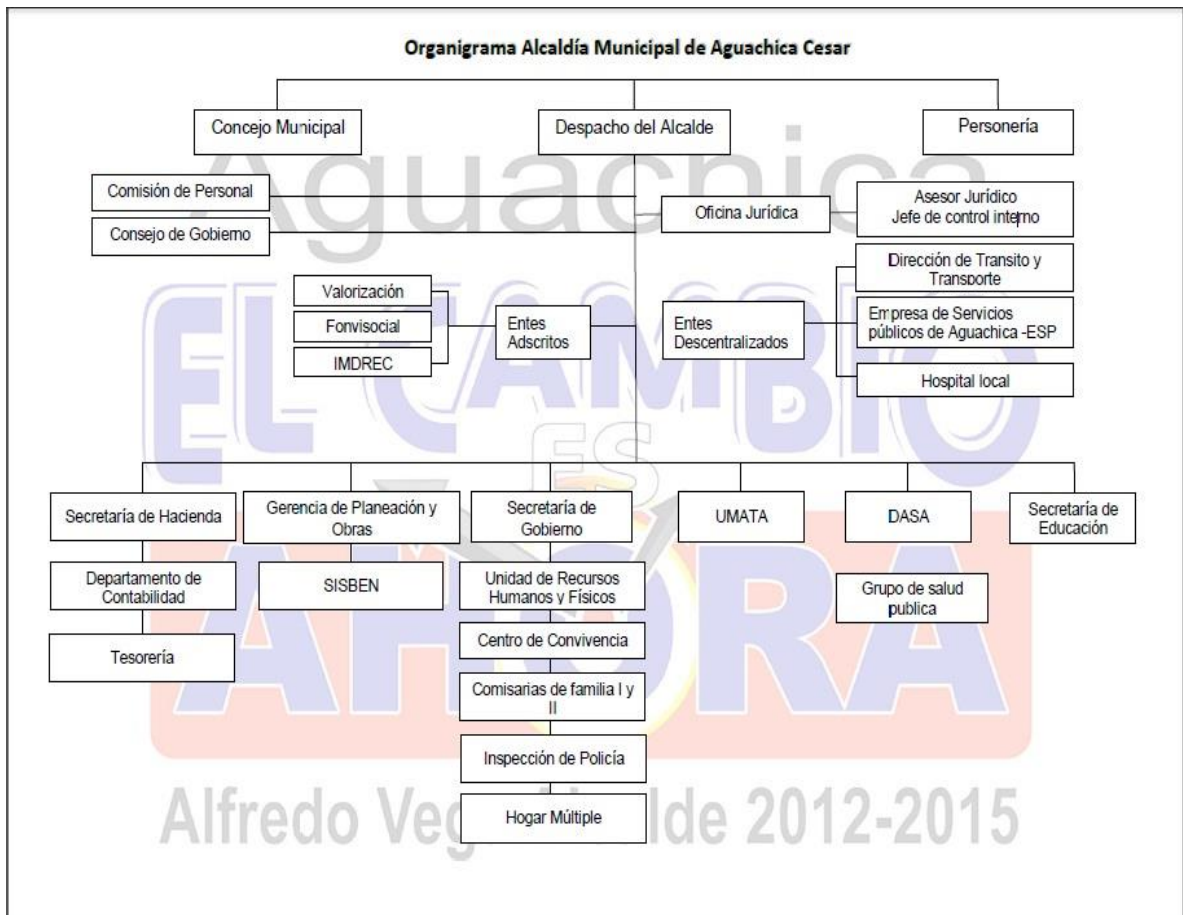 Organigrama Alcaldía Municipal de Aguachica Cesar
Concejo Municipal
Despacho del Alcalde
Personería
Aguachica
Comisión de Personal
Consejo de Gobierno
Oficina Jurídica
Asesor Jurídico
Jefe de control interno
Valorización
Fonvisocial
IMDREC
Entes
Adscritos
Entes
Descentralizados
Dirección de Transito y
Transporte
Empresa de Servicios
públicos de Aguachica -ESP
Hospital local
EL CAMBIO
ES
AHORA
Secretaría de Hacienda
Gerencia de Planeación y
Obras
Secretaría de
Gobierno
UMATA
DASA
Secretaría de
Educación
Departamento de
Contabilidad
SISBEN
Unidad de Recursos
Humanos y Físicos
Grupo de salud
publica
Tesorería
Centro de Convivencia
Comisarias de familia I y
II
Inspección de Policía
Hogar Múltiple
Alfredo Vega Alcalde 2012-2015